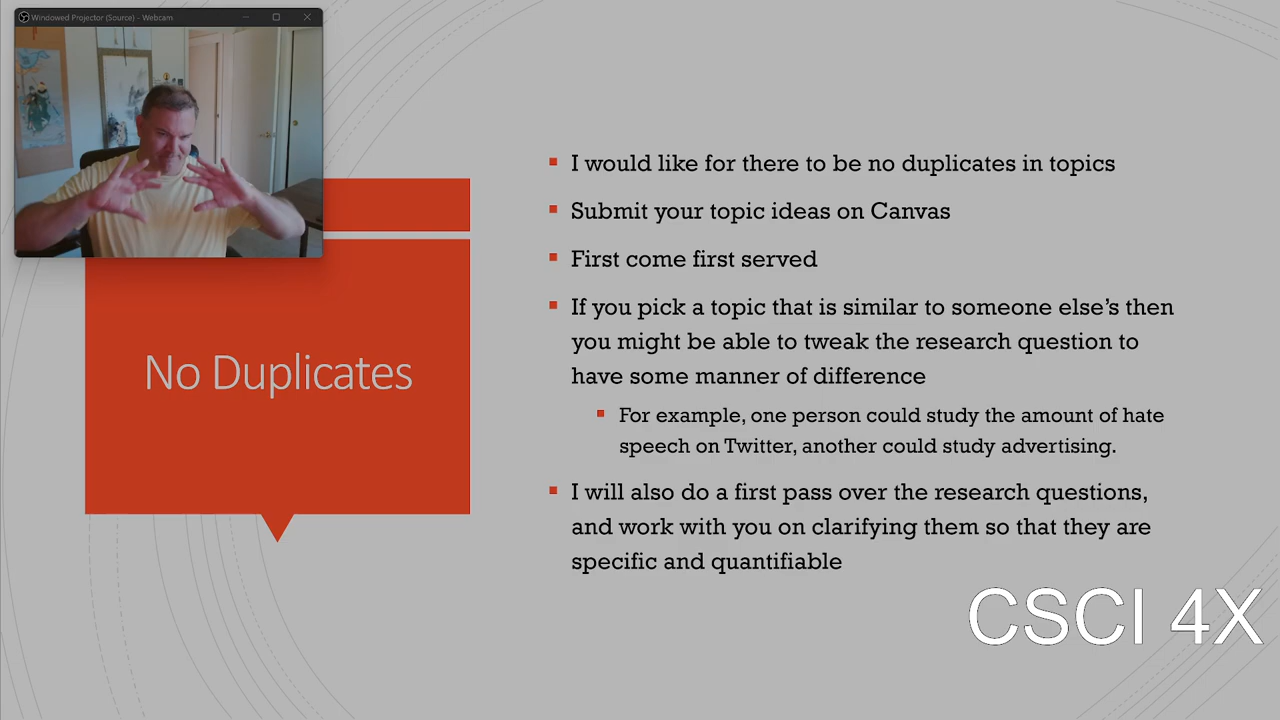 Windowed Projector (Source) - Webcam
I would like for there to be no duplicates in topics
Submit your topic ideas on Canvas
First come first served
If you pick a topic that is similar to someone else’s then
you might be able to tweak the research question to
have some manner of difference
For example, one person could study the amount of hate
speech on Twitter, another could study advertising.
I will also do a first pass over the research questions,
and work with you on clarifying them so that they are
specific and quantifiable
No Duplicates
CSCI 4X